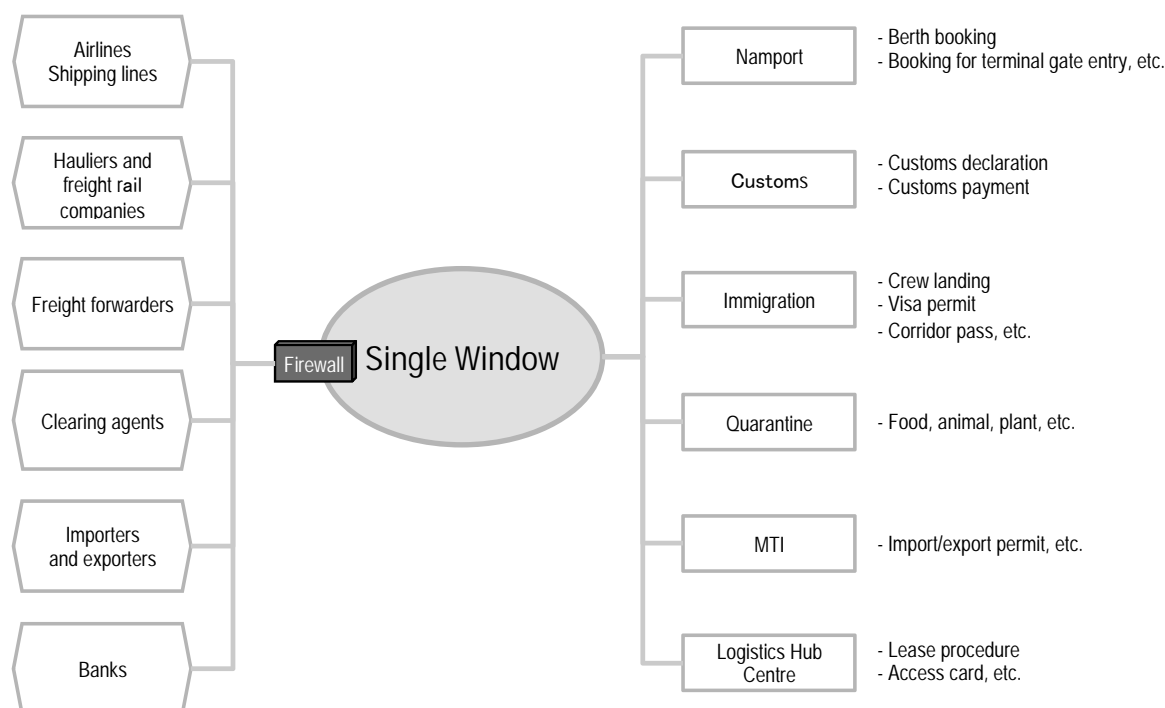 Airlines
Shipping lines
Hauliers and
freight rail
companies
Freight forwarders
Clearing agents
Importers
and exporters
Banks
Firewall
Single Window
Namport
- Berth booking
- Booking for terminal gate entry, etc.
Customs
- Customs declaration
- Customs payment
Immigration
- Crew landing
- Visa permit
- Corridor pass, etc.
Quarantine
- Food, animal, plant, etc.
MTI
- Import/export permit, etc.
Logistics Hub
Centre
- Lease procedure
- Access card, etc.